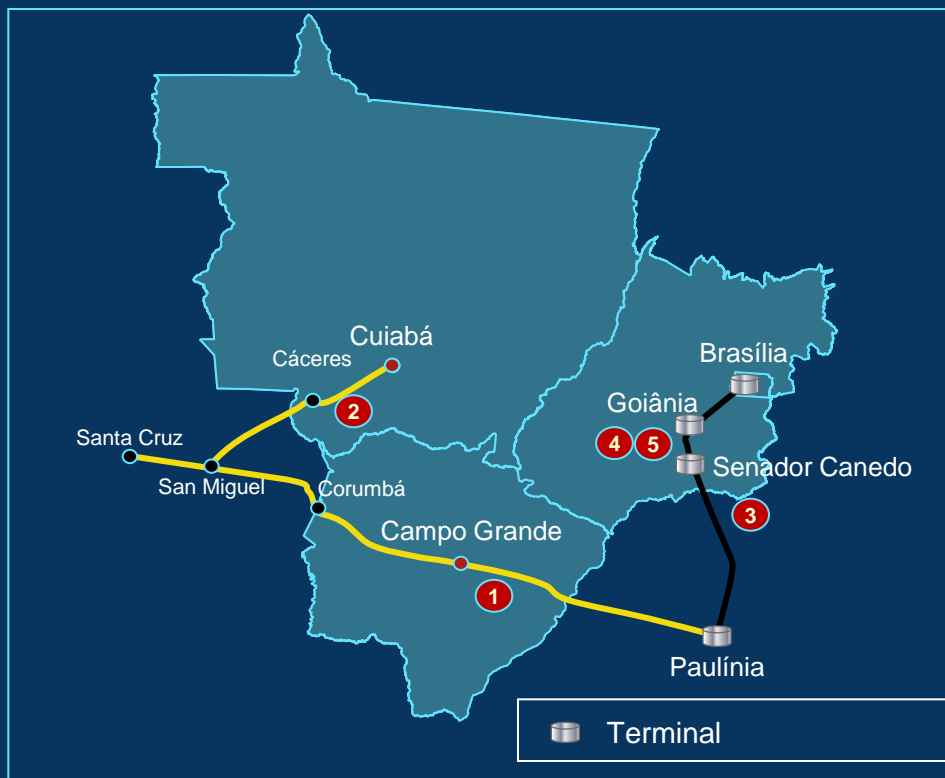 Cuiabá
Cáceres
2
Brasília
Goiânia
4
5
Santa Cruz
San Miguel
Senador Canedo
Corumbá
3
Campo Grande
1
Paulínia
Terminal